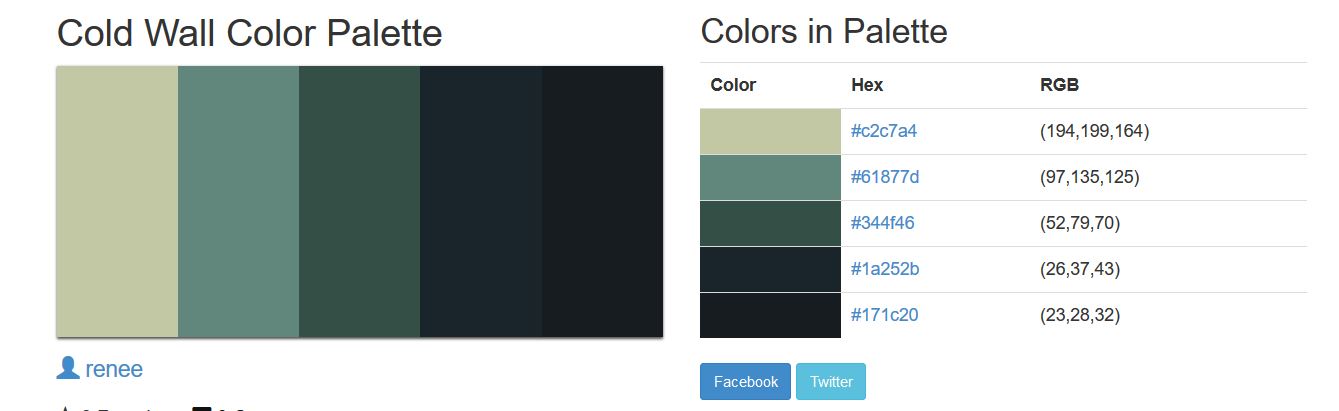 Cold Wall Color Palette
renee
Colors in Palette
Color Hex RGB
#c2c7a4 (194,199,164)
#61877d (97,135,125)
#344f46 (52,79,70)
#1a252b (26,37,43)
#171c20 (23,28,32)
Facebook Twitter